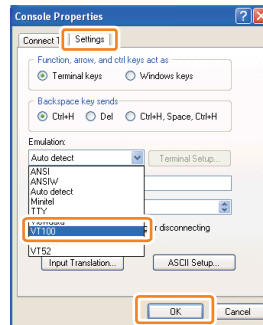 Console Properties
Connect T Settings
Function, arrow, and ctrl keys act as
Terminal keys Windows keys
Backspace key sends
Ctrl+H Del Ctrl+H, Space, Ctrl+H
Emulation:
Auto detect Terminal Setup...
ANSI
ANSIW
Auto detect
Minitel
TTY
Viewdata
VT100 r disconnecting
VT52
Input Translation... ASCII Setup...
OK Cancel